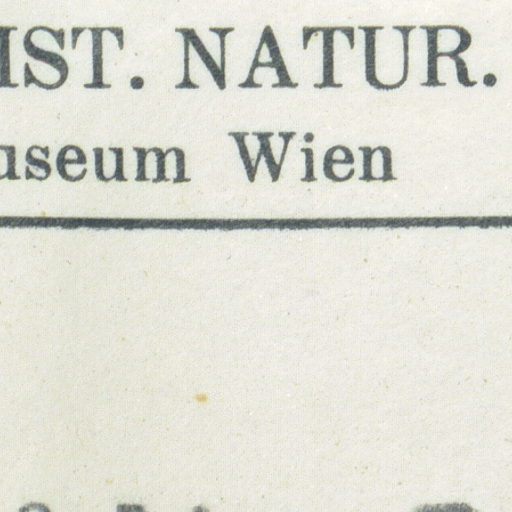 IST. NATUR.
useum Wien